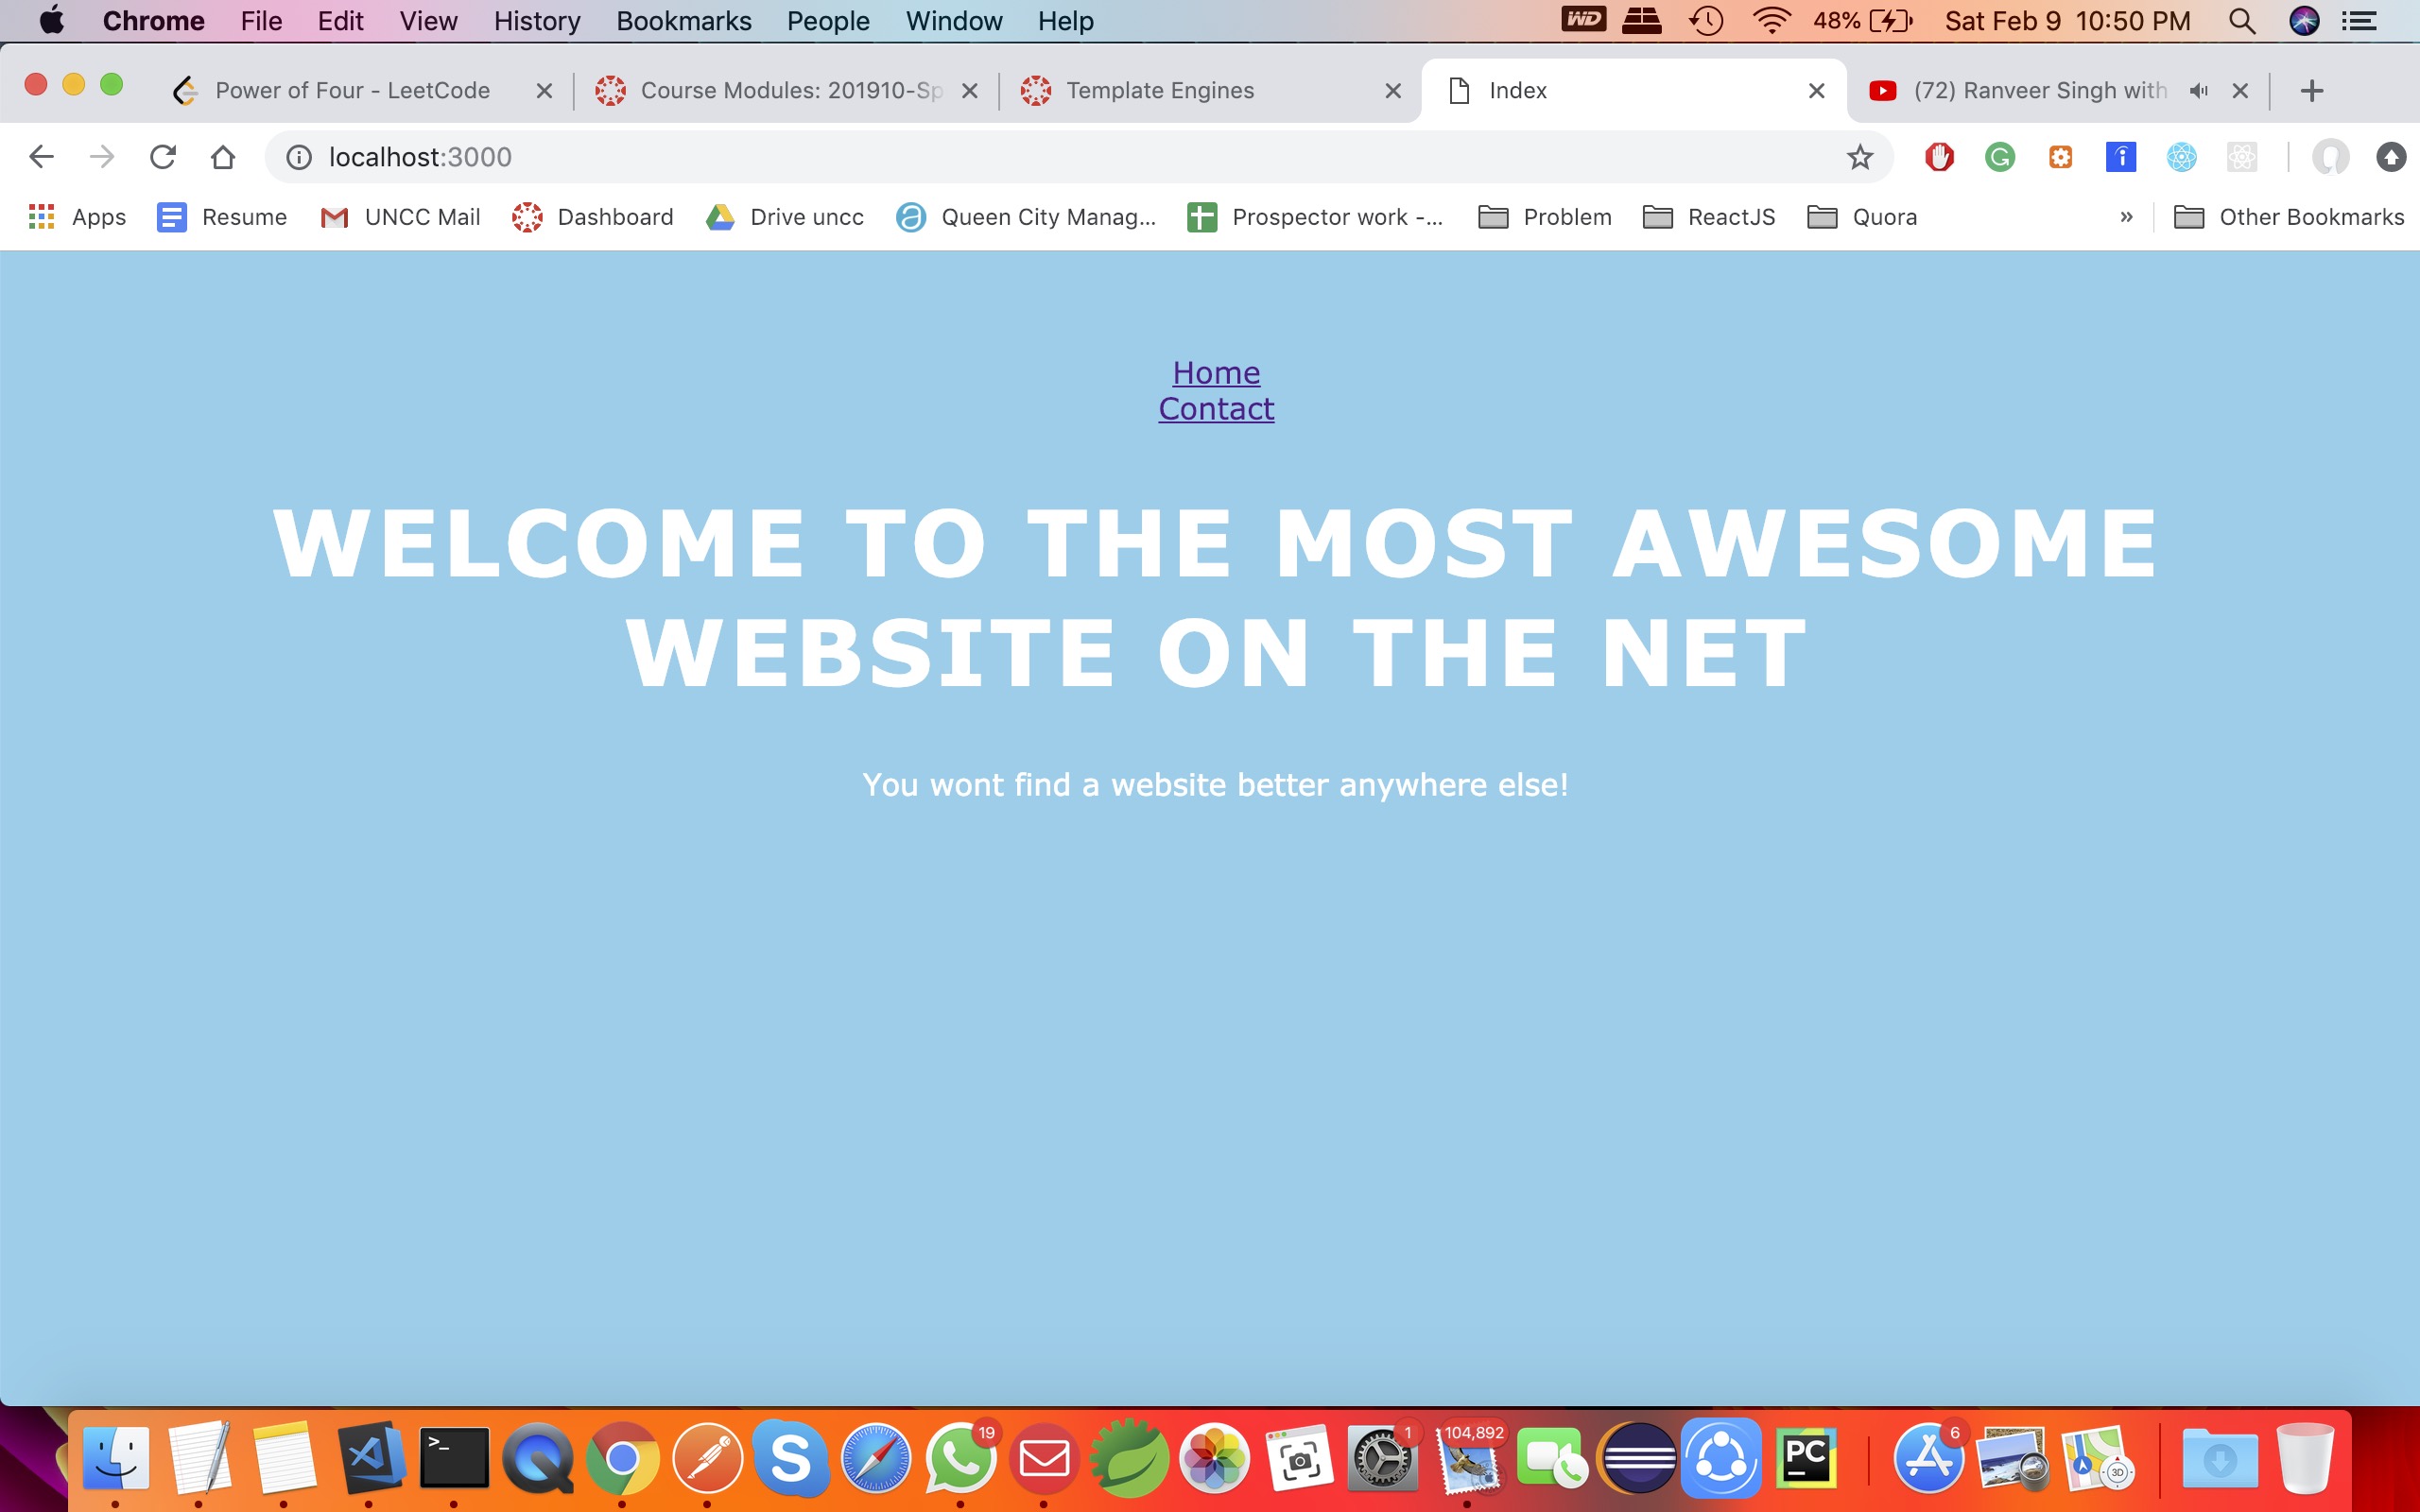 Chrome File Edit View History Bookmarks People Window Help WD 48% Sat Feb 9 10:50 PM
Power of Four - LeetCode Course Modules: 201910-Sp Template Engines Index (72) Ranveer Singh with
localhost:3000
Apps Resume UNCC Mail Dashboard Drive uncc Queen City Manag... Prospector work -... Problem ReactJS Quora » Other Bookmarks
Home
Contact
WELCOME TO THE MOST AWESOME
WEBSITE ON THE NET
You wont find a website better anywhere else!
>_ S 19 1 104,892 PC 6 3D